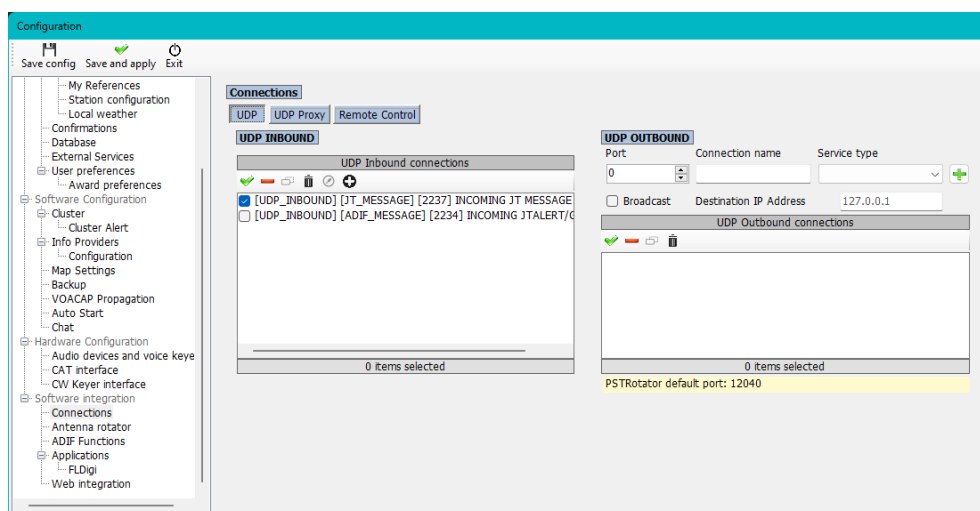 Configuration
Save config Save and apply Exit
My References
Station configuration
Local weather
Confirmations
Database
External Services
User preferences
Award preferences
Software Configuration
Cluster
Cluster Alert
Info Providers
Configuration
Map Settings
Backup
VOACAP Propagation
Auto Start
Chat
Hardware Configuration
Audio devices and voice keye
CAT interface
CW Keyer interface
Software integration
Connections
Antenna rotator
ADIF Functions
Applications
FLDigi
Web integration
Connections
UDP UDP Proxy Remote Control
UDP INBOUND
UDP Inbound connections
[UDP_INBOUND] [JT_MESSAGE] [2237] INCOMING JT MESSAGE
[UDP_INBOUND] [ADIF_MESSAGE] [2234] INCOMING JTALERT/
0 items selected
UDP OUTBOUND
Port Connection name Service type
0
Broadcast Destination IP Address 127.0.0.1
UDP Outbound connections
0 items selected
PSTRotator default port: 12040